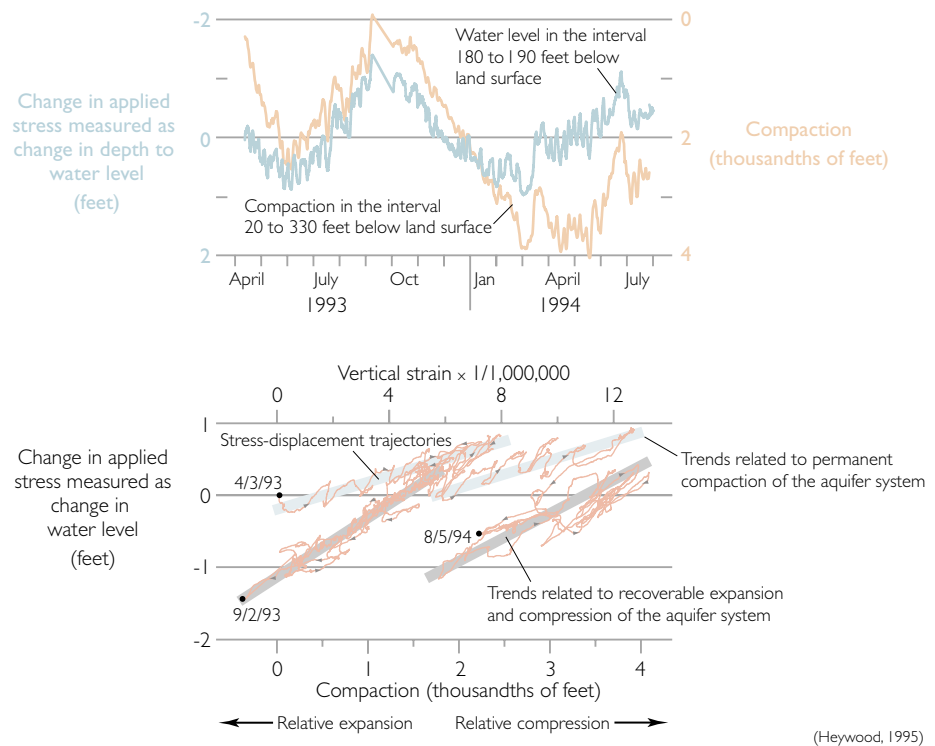 -2
0
2
0
2
4
Change in applied
stress measured as
change in depth to
water level
(feet)
Water level in the interval
180 to 190 feet below
land surface
Compaction
(thousandths of feet)
Compaction in the interval
20 to 330 feet below land surface
April
July
Oct
Jan
April
July
1993
1994
Vertical strain x 1/1,000,000
0
4
8
12
1
0
-1
-2
Change in applied
stress measured as
change in
water level
(feet)
Stress-displacement trajectories
4/3/93
Trends related to permanent
compaction of the aquifer system
8/5/94
Trends related to recoverable expansion
and compression of the aquifer system
9/2/93
0
1
2
3
4
Compaction (thousandths of feet)
Relative expansion
Relative compression
(Heywood, 1995)